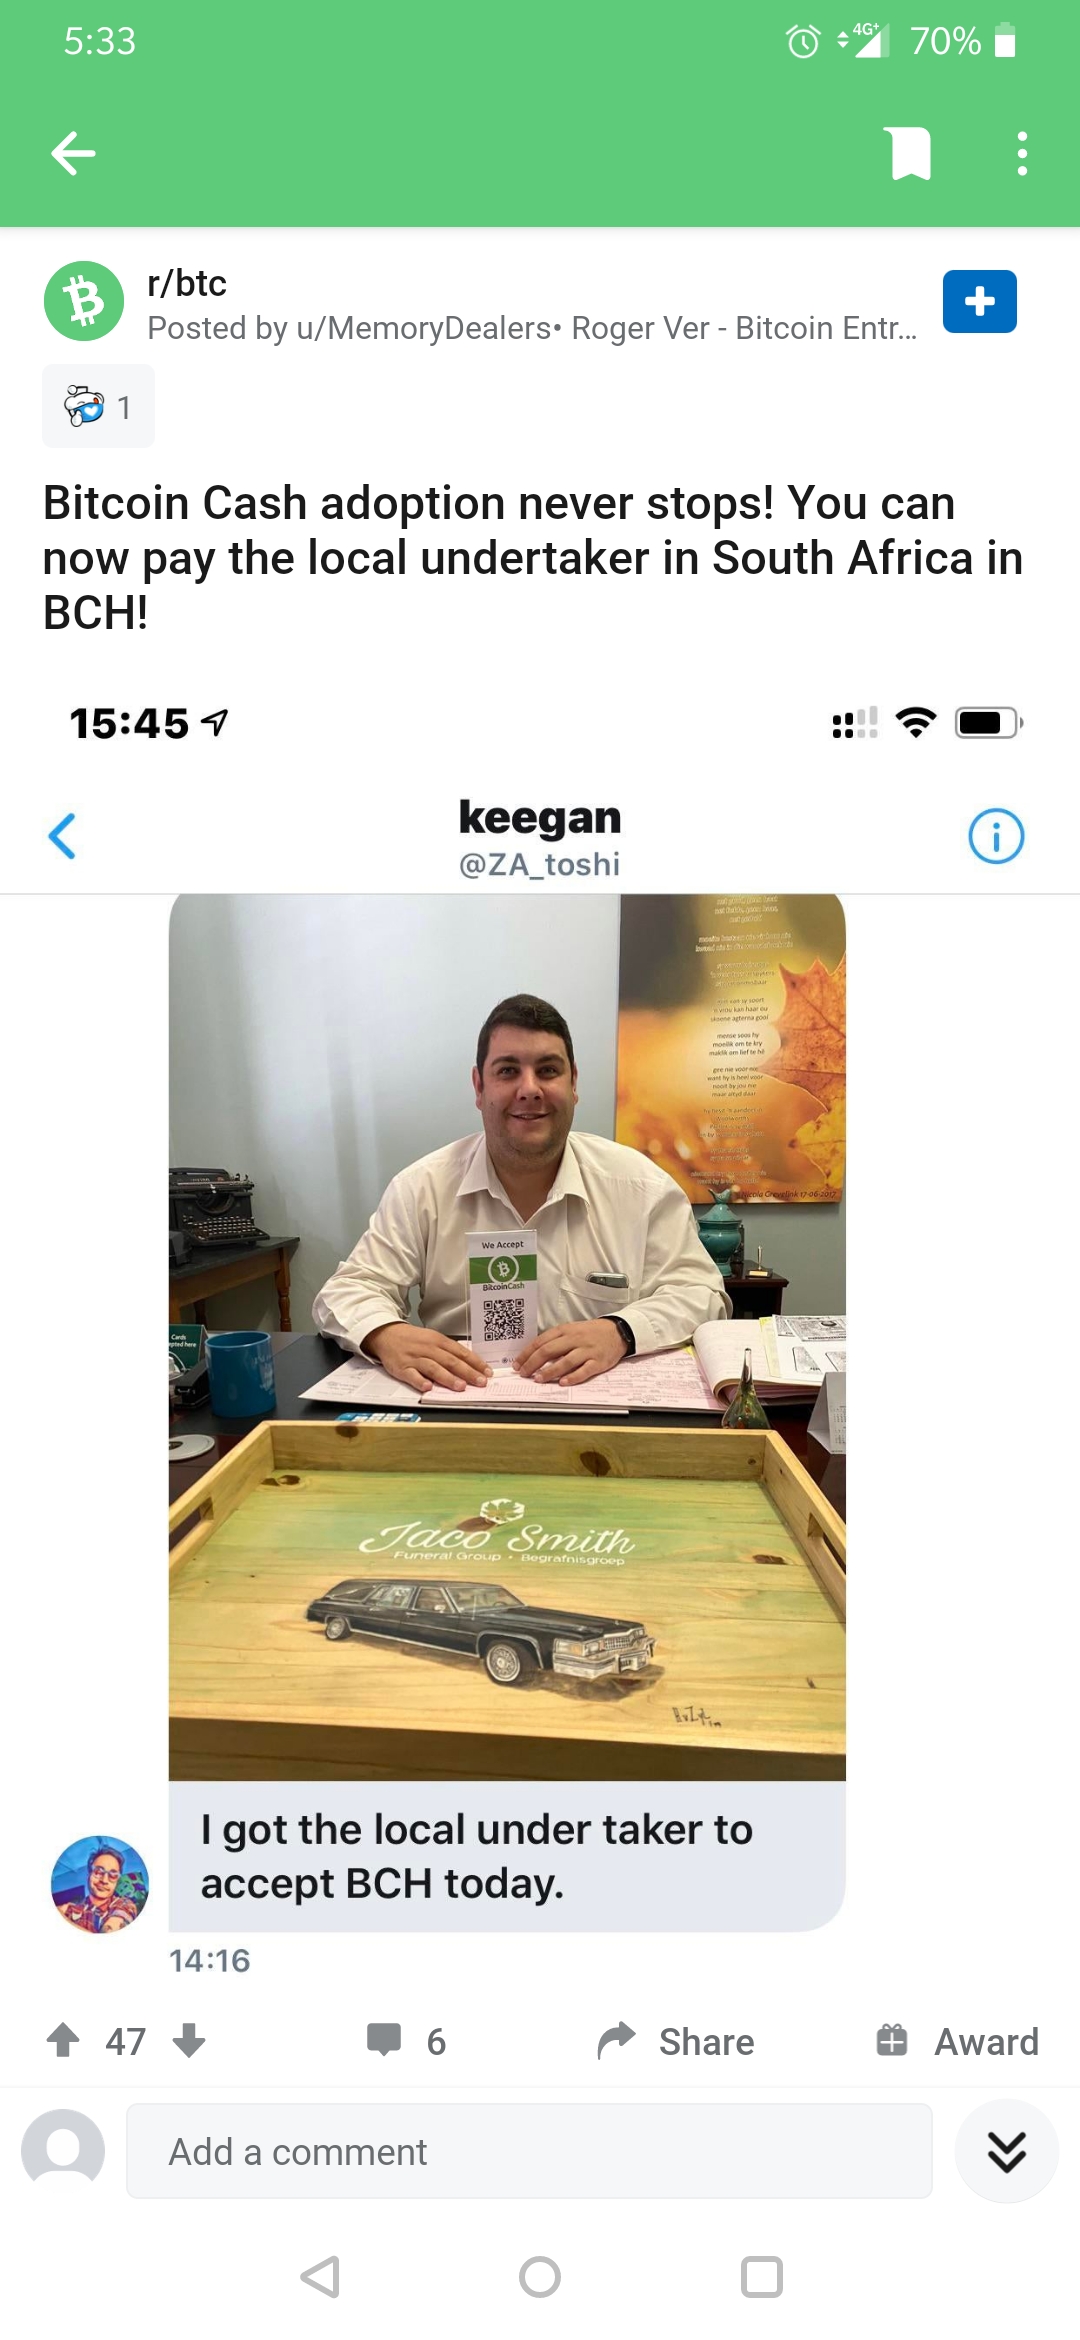 5:33
4G+
70%
r/btc
Posted by u/MemoryDealers• Roger Ver - Bitcoin Entr...
1
Bitcoin Cash adoption never stops! You can
now pay the local undertaker in South Africa in
BCH!
15:45
keegan
@ZA_toshi
We Accept
BitcoinCash
Cards
Jaco Smith
Funeral Group • Begrafnisgroep
I got the local under taker to
accept BCH today.
14:16
47
6
Share
Award
Add a comment